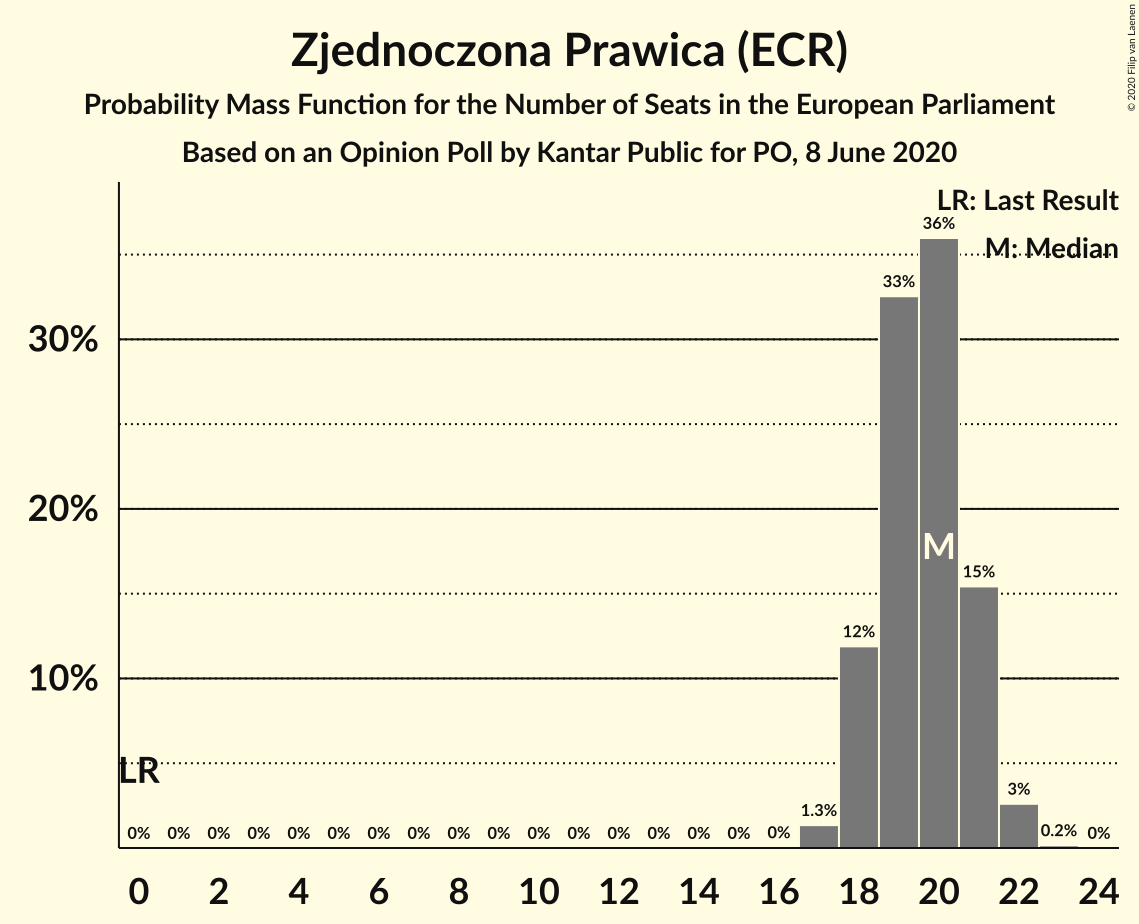 Zjednoczona Prawica (ECR)
Probability Mass Function for the Number of Seats in the European Parliament
Based on an Opinion Poll by Kantar Public for PO, 8 June 2020
© 2020 Filip van Laenen
LR: Last Result
M: Median
36%
33%
30%
20%
M
15%
12%
10%
LR
3%
1.3%
0% 0% 0% 0% 0% 0% 0% 0% 0% 0% 0% 0% 0% 0% 0% 0% 0% 0.2% 0%
0 2 4 6 8 10 12 14 16 18 20 22 24